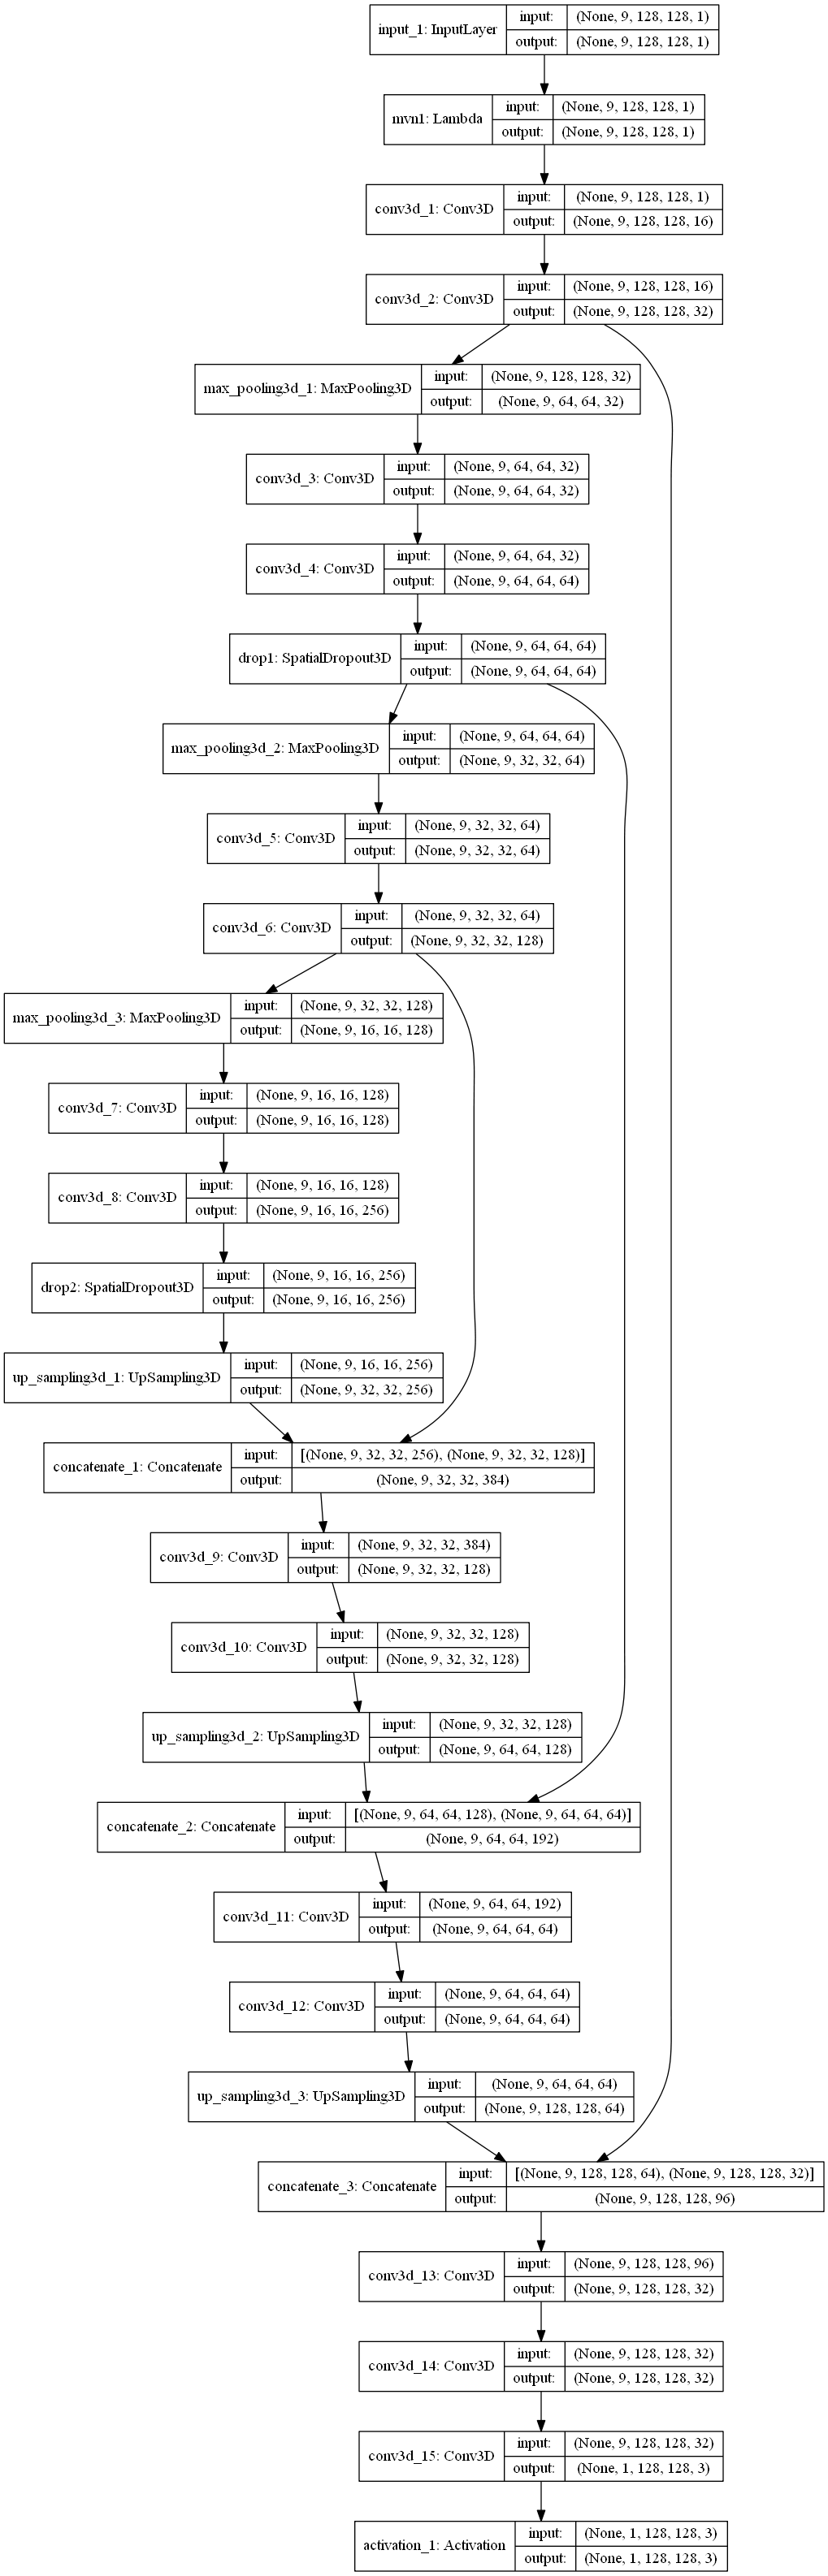 input_1: InputLayer
input: (None, 9, 128, 128, 1)
output: (None, 9, 128, 128, 1)
mvn1: Lambda
input: (None, 9, 128, 128, 1)
output: (None, 9, 128, 128, 1)
conv3d_1: Conv3D
input: (None, 9, 128, 128, 1)
output: (None, 9, 128, 128, 16)
conv3d_2: Conv3D
input: (None, 9, 128, 128, 16)
output: (None, 9, 128, 128, 32)
max_pooling3d_1: MaxPooling3D
input: (None, 9, 128, 128, 32)
output: (None, 9, 64, 64, 32)
conv3d_3: Conv3D
input: (None, 9, 64, 64, 32)
output: (None, 9, 64, 64, 32)
conv3d_4: Conv3D
input: (None, 9, 64, 64, 32)
output: (None, 9, 64, 64, 64)
drop1: SpatialDropout3D
input: (None, 9, 64, 64, 64)
output: (None, 9, 64, 64, 64)
max_pooling3d_2: MaxPooling3D
input: (None, 9, 64, 64, 64)
output: (None, 9, 32, 32, 64)
conv3d_5: Conv3D
input: (None, 9, 32, 32, 64)
output: (None, 9, 32, 32, 64)
conv3d_6: Conv3D
input: (None, 9, 32, 32, 64)
output: (None, 9, 32, 32, 128)
max_pooling3d_3: MaxPooling3D
input: (None, 9, 32, 32, 128)
output: (None, 9, 16, 16, 128)
conv3d_7: Conv3D
input: (None, 9, 16, 16, 128)
output: (None, 9, 16, 16, 128)
conv3d_8: Conv3D
input: (None, 9, 16, 16, 128)
output: (None, 9, 16, 16, 256)
drop2: SpatialDropout3D
input: (None, 9, 16, 16, 256)
output: (None, 9, 16, 16, 256)
up_sampling3d_1: UpSampling3D
input: (None, 9, 16, 16, 256)
output: (None, 9, 32, 32, 256)
concatenate_1: Concatenate
input: [(None, 9, 32, 32, 256), (None, 9, 32, 32, 128)]
output: (None, 9, 32, 32, 384)
conv3d_9: Conv3D
input: (None, 9, 32, 32, 384)
output: (None, 9, 32, 32, 128)
conv3d_10: Conv3D
input: (None, 9, 32, 32, 128)
output: (None, 9, 32, 32, 128)
up_sampling3d_2: UpSampling3D
input: (None, 9, 32, 32, 128)
output: (None, 9, 64, 64, 128)
concatenate_2: Concatenate
input: [(None, 9, 64, 64, 128), (None, 9, 64, 64, 64)]
output: (None, 9, 64, 64, 192)
conv3d_11: Conv3D
input: (None, 9, 64, 64, 192)
output: (None, 9, 64, 64, 64)
conv3d_12: Conv3D
input: (None, 9, 64, 64, 64)
output: (None, 9, 64, 64, 64)
up_sampling3d_3: UpSampling3D
input: (None, 9, 64, 64, 64)
output: (None, 9, 128, 128, 64)
concatenate_3: Concatenate
input: [(None, 9, 128, 128, 64), (None, 9, 128, 128, 32)]
output: (None, 9, 128, 128, 96)
conv3d_13: Conv3D
input: (None, 9, 128, 128, 96)
output: (None, 9, 128, 128, 32)
conv3d_14: Conv3D
input: (None, 9, 128, 128, 32)
output: (None, 9, 128, 128, 32)
conv3d_15: Conv3D
input: (None, 9, 128, 128, 32)
output: (None, 1, 128, 128, 3)
activation_1: Activation
input: (None, 1, 128, 128, 3)
output: (None, 1, 128, 128, 3)